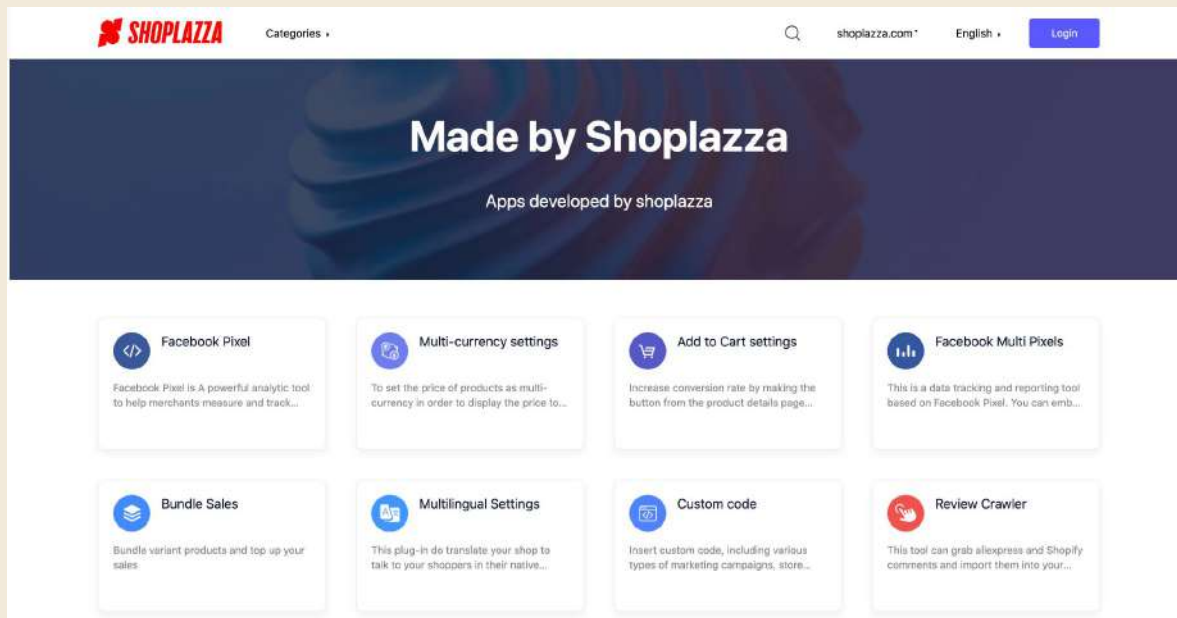 SHOPLAZZA
Categories
shoplazza.com
English
Login
Made by Shoplazza
Apps developed by shoplazza
Facebook Pixel
Facebook Pixel is A powerful analytic tool
to help merchants measure and track...
Multi-currency settings
To set the price of products as multi-
currency in order to display the price to...
Add to Cart settings
Increase conversion rate by making the
button from the product details page...
Facebook Multi Pixels
This is a data tracking and reporting tool
based on Facebook Pixel. You can emb...
Bundle Sales
Bundle variant products and top up your
sales
Multilingual Settings
This plug-in do translate your shop to
talk to your shoppers in their native...
Custom code
Insert custom code, including various
types of marketing campaigns, store...
Review Crawler
This tool can grab aliexpress and Shopify
comments and import them into your...